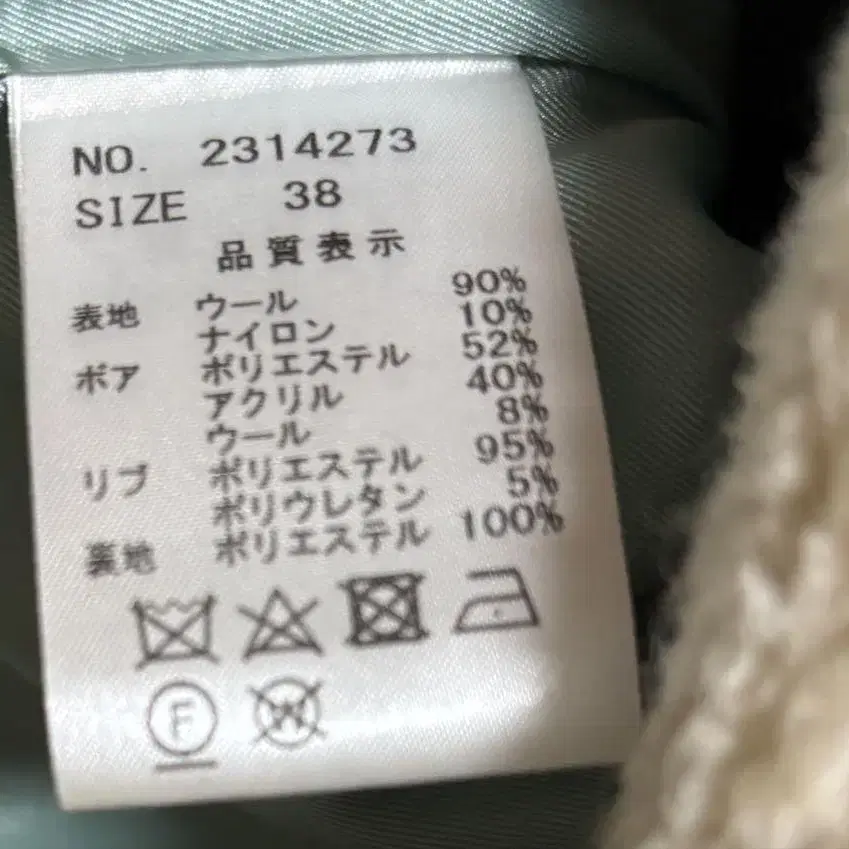 NO. 2314273
SIZE 38
品質表示
表地 ウール 90%
ナイロン 10%
ボア ポリエステル 52%
アクリル 40%
ウール 8%
リブ ポリエステル 95%
ポリウレタン 5%
裏地 ポリエステル 100%
F W